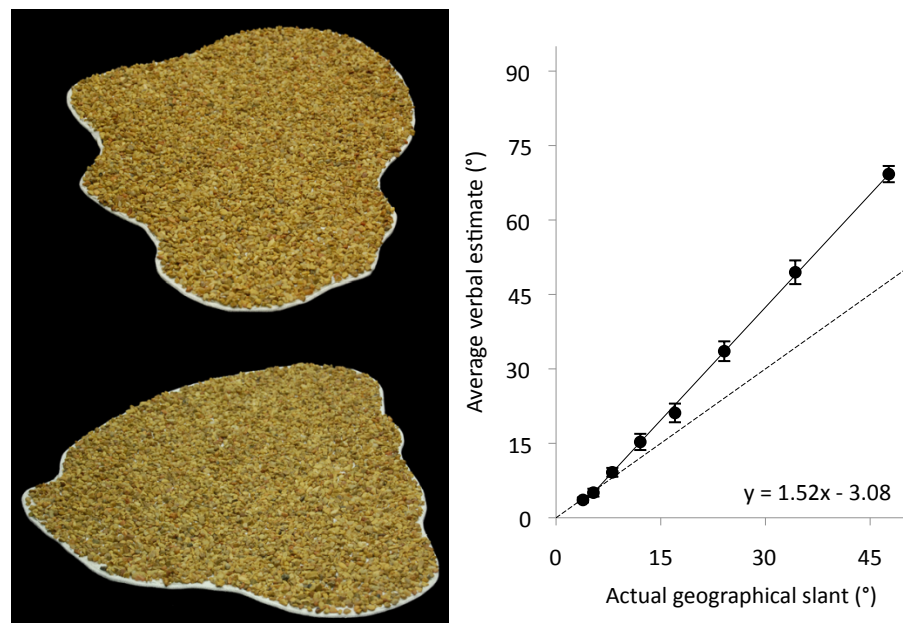 90
75
60
45
30
15
0
Average verbal estimate (°)
y = 1.52x - 3.08
0 15 30 45
Actual geographical slant (°)